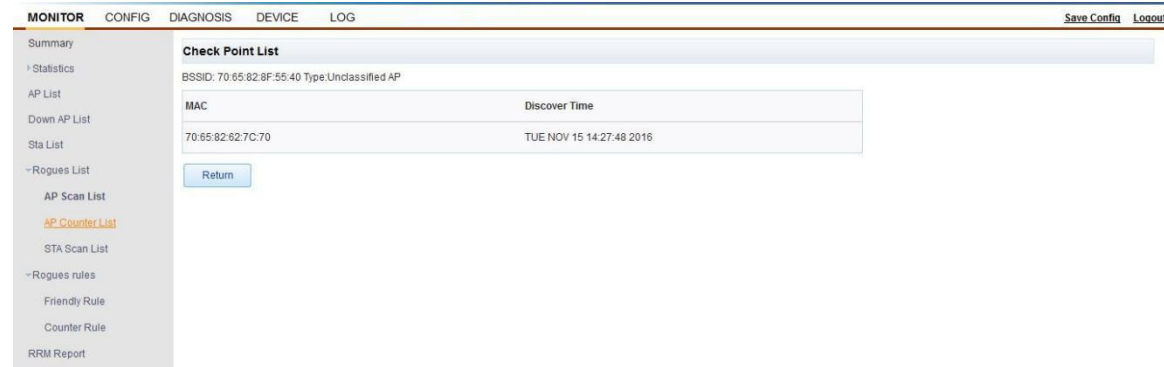 MONITOR CONFIG DIAGNOSIS DEVICE LOG Save Config Logout
Summary
Statistics
AP List
Down AP List
Sta List
Rogues List
AP Scan List
AP Counter List
STA Scan List
Rogues rules
Friendly Rule
Counter Rule
RRM Report
Check Point List
BSSID: 70:65:82:8F:55:40 Type:Unclassified AP
MAC Discover Time
70:65:82:62:7C:70 TUE NOV 15 14:27:48 2016
Return